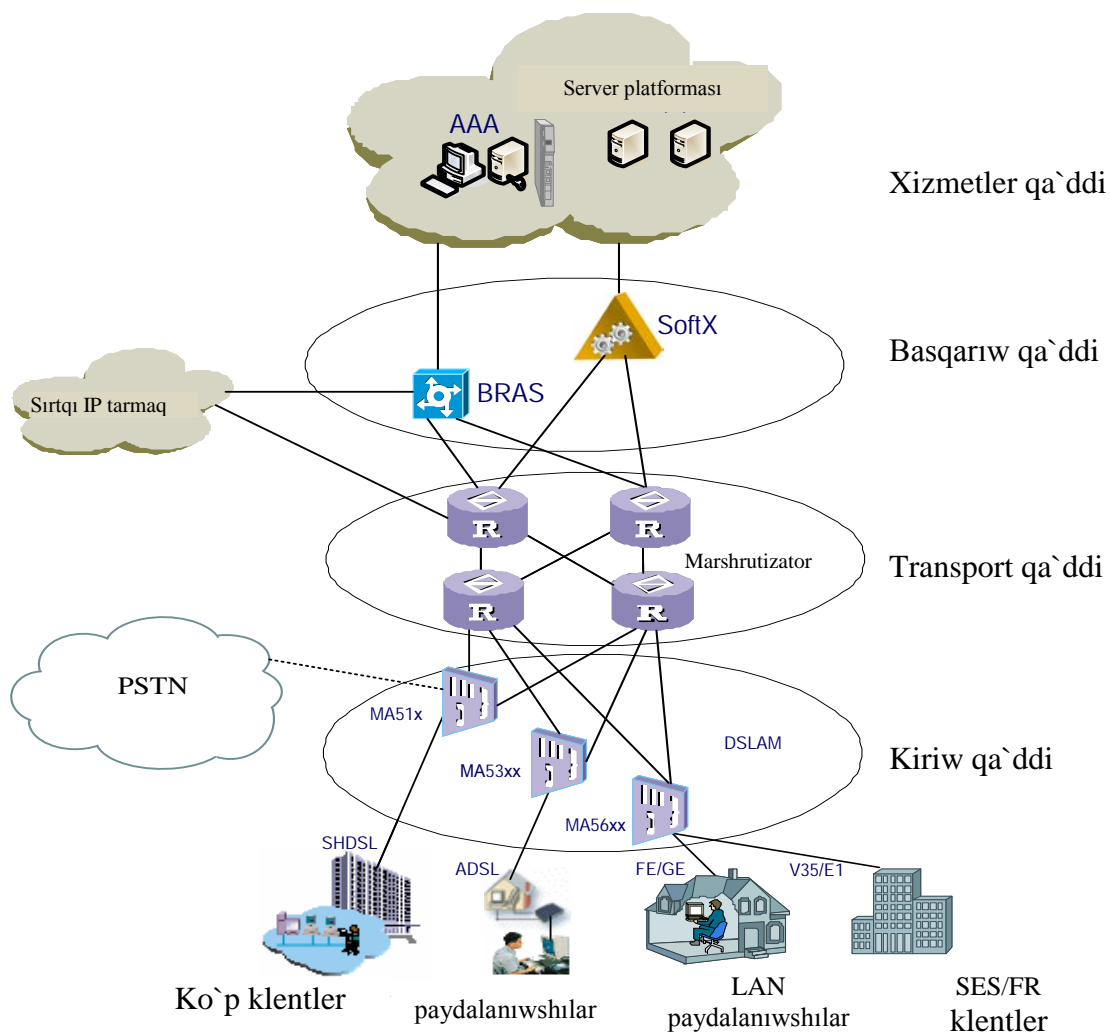 Server platforması
AAA
Xizmetler qa`ddi
SoftX
Basqarıw qa`ddi
BRAS
Sırtqı IP tarmaq
R
R
Marshrutizator
Transport qa`ddi
R
R
PSTN
MA51x
DSLAM
Kiriw qa`ddi
MA53xx
MA56xx
SHDSL
ADSL
FE/GE
V35/E1
Ko`p klentler
paydalanıwshılar
LAN
paydalanıwshılar
SES/FR
klentler